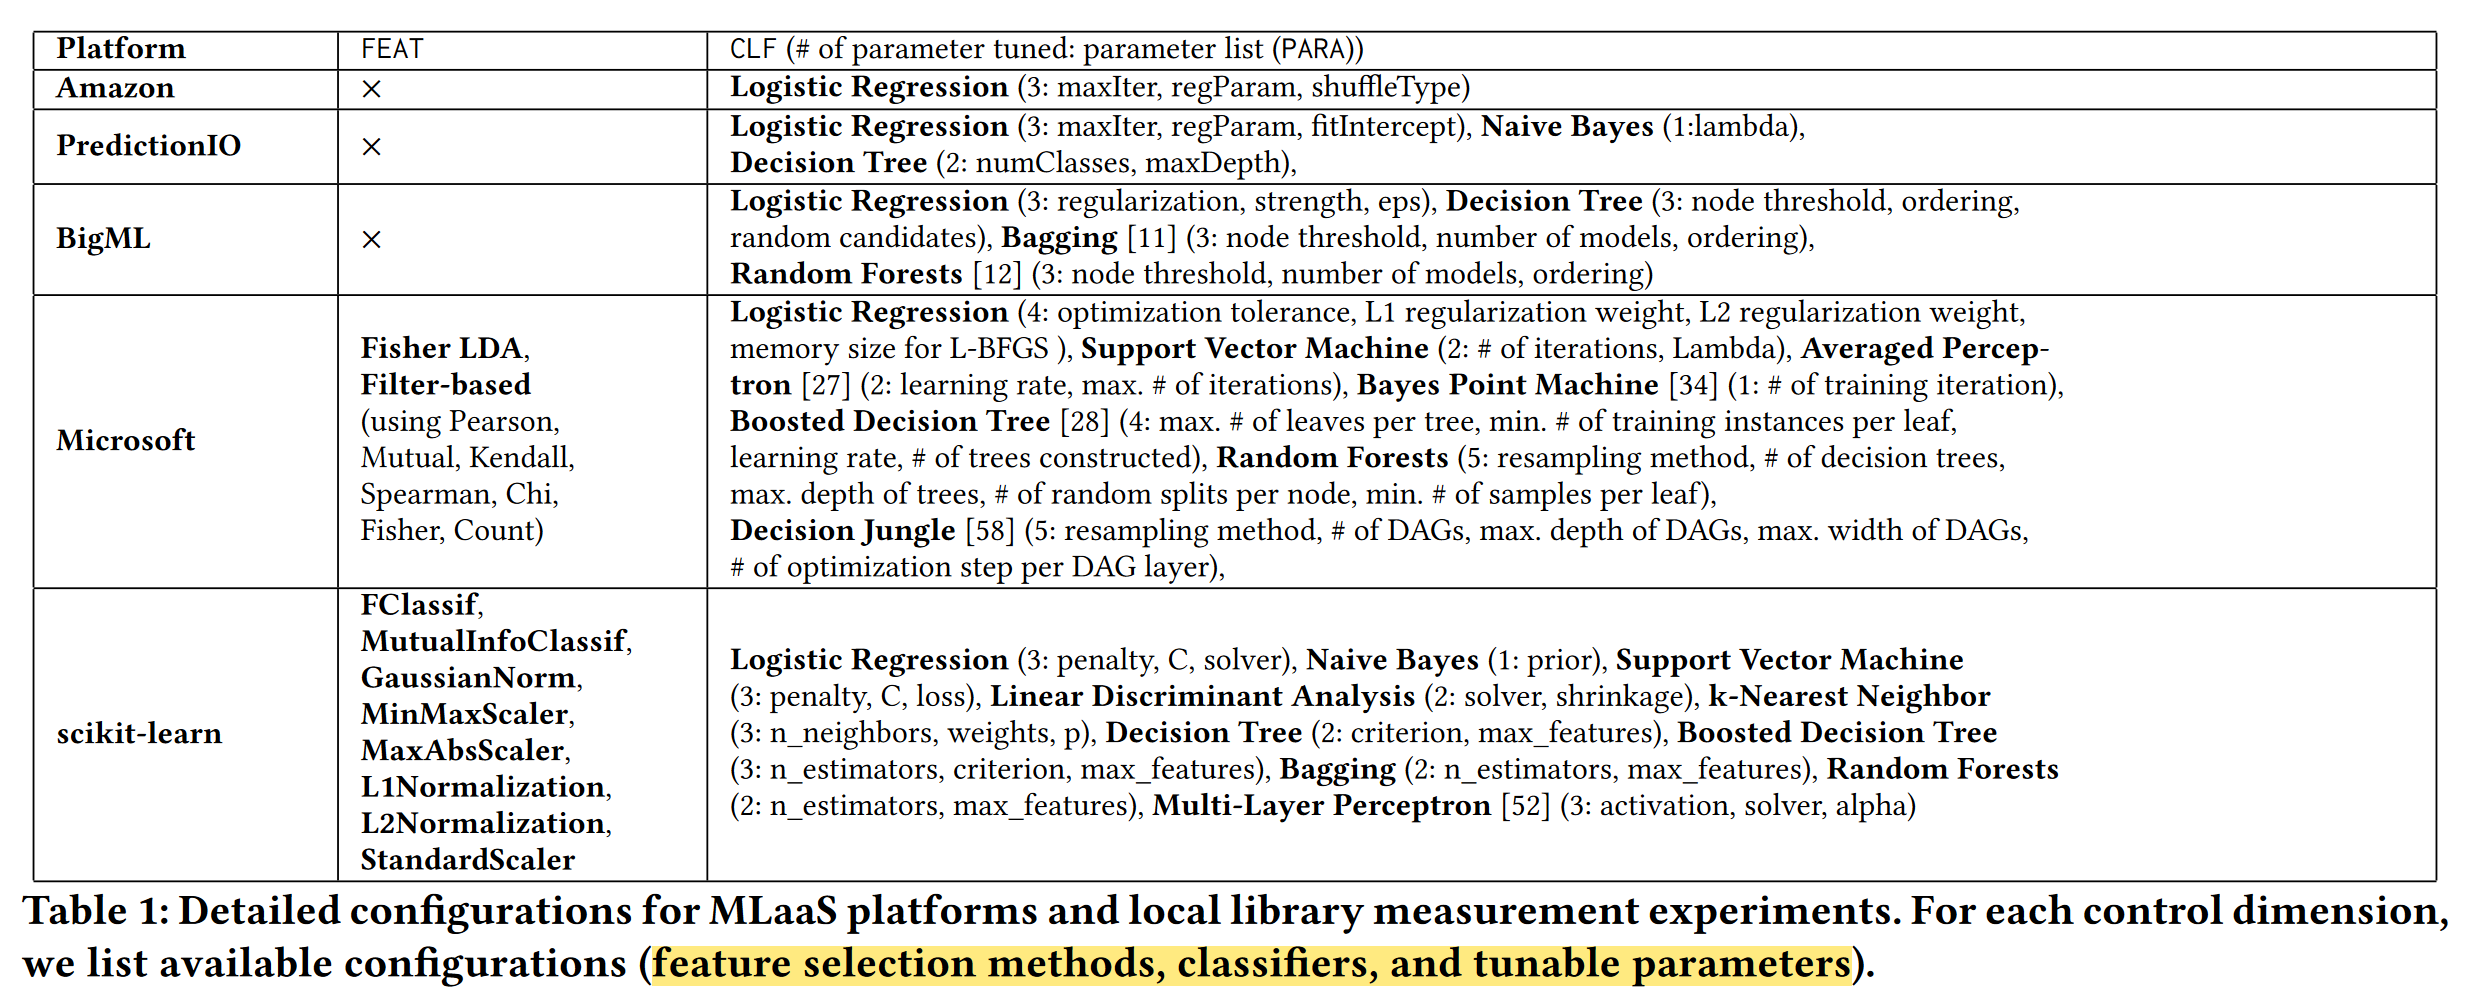 Platform FEAT CLF (# of parameter tuned: parameter list (PARA))
Amazon × Logistic Regression (3: maxIter, regParam, shuffleType)
PredictionIO × Logistic Regression (3: maxIter, regParam, fitIntercept), Naive Bayes (1:lambda),
Decision Tree (2: numClasses, maxDepth),
BigML × Logistic Regression (3: regularization, strength, eps), Decision Tree (3: node threshold, ordering,
random candidates), Bagging [11] (3: node threshold, number of models, ordering),
Random Forests [12] (3: node threshold, number of models, ordering)
Microsoft
Fisher LDA,
Filter-based
(using Pearson,
Mutual, Kendall,
Spearman, Chi,
Fisher, Count)
Logistic Regression (4: optimization tolerance, L1 regularization weight, L2 regularization weight,
memory size for L-BFGS ), Support Vector Machine (2: # of iterations, Lambda), Averaged Percep-
tron [27] (2: learning rate, max. # of iterations), Bayes Point Machine [34] (1: # of training iteration),
Boosted Decision Tree [28] (4: max. # of leaves per tree, min. # of training instances per leaf,
learning rate, # of trees constructed), Random Forests (5: resampling method, # of decision trees,
max. depth of trees, # of random splits per node, min. # of samples per leaf),
Decision Jungle [58] (5: resampling method, # of DAGs, max. depth of DAGs, max. width of DAGs,
# of optimization step per DAG layer),
scikit-learn
FClassif,
MutualInfoClassif,
GaussianNorm,
MinMaxScaler,
MaxAbsScaler,
L1Normalization,
L2Normalization,
StandardScaler
Logistic Regression (3: penalty, C, solver), Naive Bayes (1: prior), Support Vector Machine
(3: penalty, C, loss), Linear Discriminant Analysis (2: solver, shrinkage), k-Nearest Neighbor
(3: n_neighbors, weights, p), Decision Tree (2: criterion, max_features), Boosted Decision Tree
(3: n_estimators, criterion, max_features), Bagging (2: n_estimators, max_features), Random Forests
(2: n_estimators, max_features), Multi-Layer Perceptron [52] (3: activation, solver, alpha)
Table 1: Detailed configurations for MLaaS platforms and local library measurement experiments. For each control dimension,
we list available configurations (feature selection methods, classifiers, and tunable parameters).